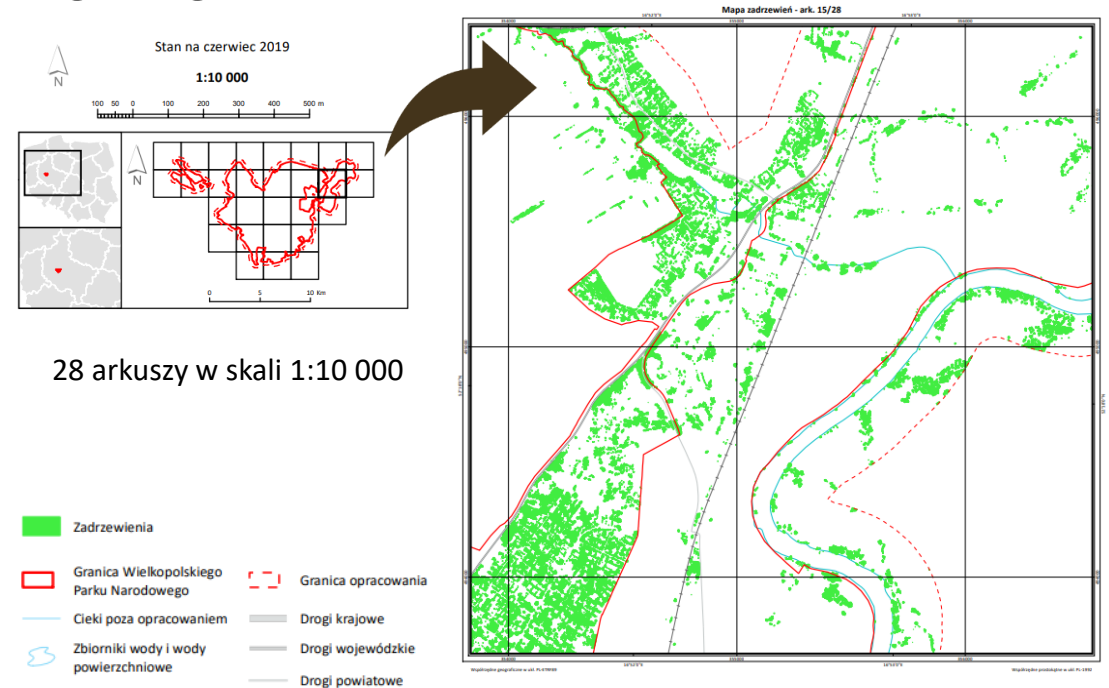 Mapa zadrzewień - ark. 15/28
Stan na czerwiec 2019
N
1:10 000
100 50 0 100 200 300 400 500 m
N
0 5 10 Km
28 arkuszy w skali 1:10 000
Zadrzewienia
Granica Wielkopolskiego
Parku Narodowego
Granica opracowania
Cieki poza opracowaniem
Drogi krajowe
Zbiorniki wody i wody
powierzchniowe
Drogi wojewódzkie
Drogi powiatowe